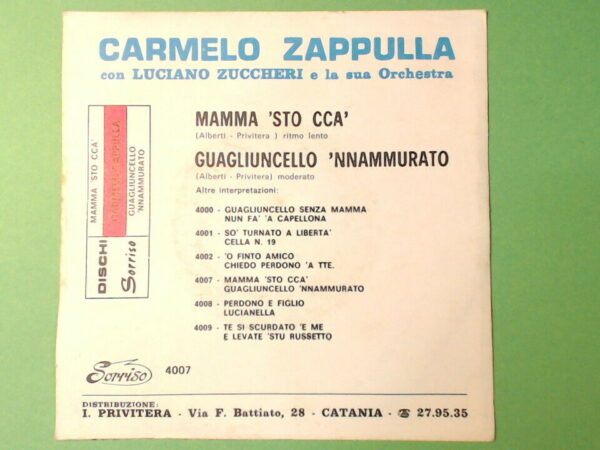 CARMELO ZAPPULLA
con LUCIANO ZUCCHERI e la sua Orchestra
MAMMA 'STO CCA'
(Alberti - Privitera ) ritmo lento
GUAGLIUNCELLO 'NNAMMURATO
(Alberti - Privitera) moderato
Altre interpretazioni:
4000 - GUAGLIUNCELLO SENZA MAMMA
NUN FA' 'A CAPELLONA
4001 - SO' TURNATO A LIBERTA'
CELLA N. 19
4002 - 'O FINTO AMICO
CHIEDO PERDONO 'A TTE.
4007 - MAMMA 'STO CCA'
GUAGLIUNCELLO 'NNAMMURATO
4008 - PERDONO E FIGLIO
LUCIANELLA
4009 - TE SI SCURDATO 'E ME
E LEVATE 'STU RUSSETTO
MAMMA 'STO CCA'
CARMELO ZAPPULLA
GUAGLIUNCELLO
'NNAMMURATO
DISCHI
Sorriso
Sorriso 4007
DISTRIBUZIONE:
I. PRIVITERA - Via F. Battiato, 28 - CATANIA - ☎ 27.95.35